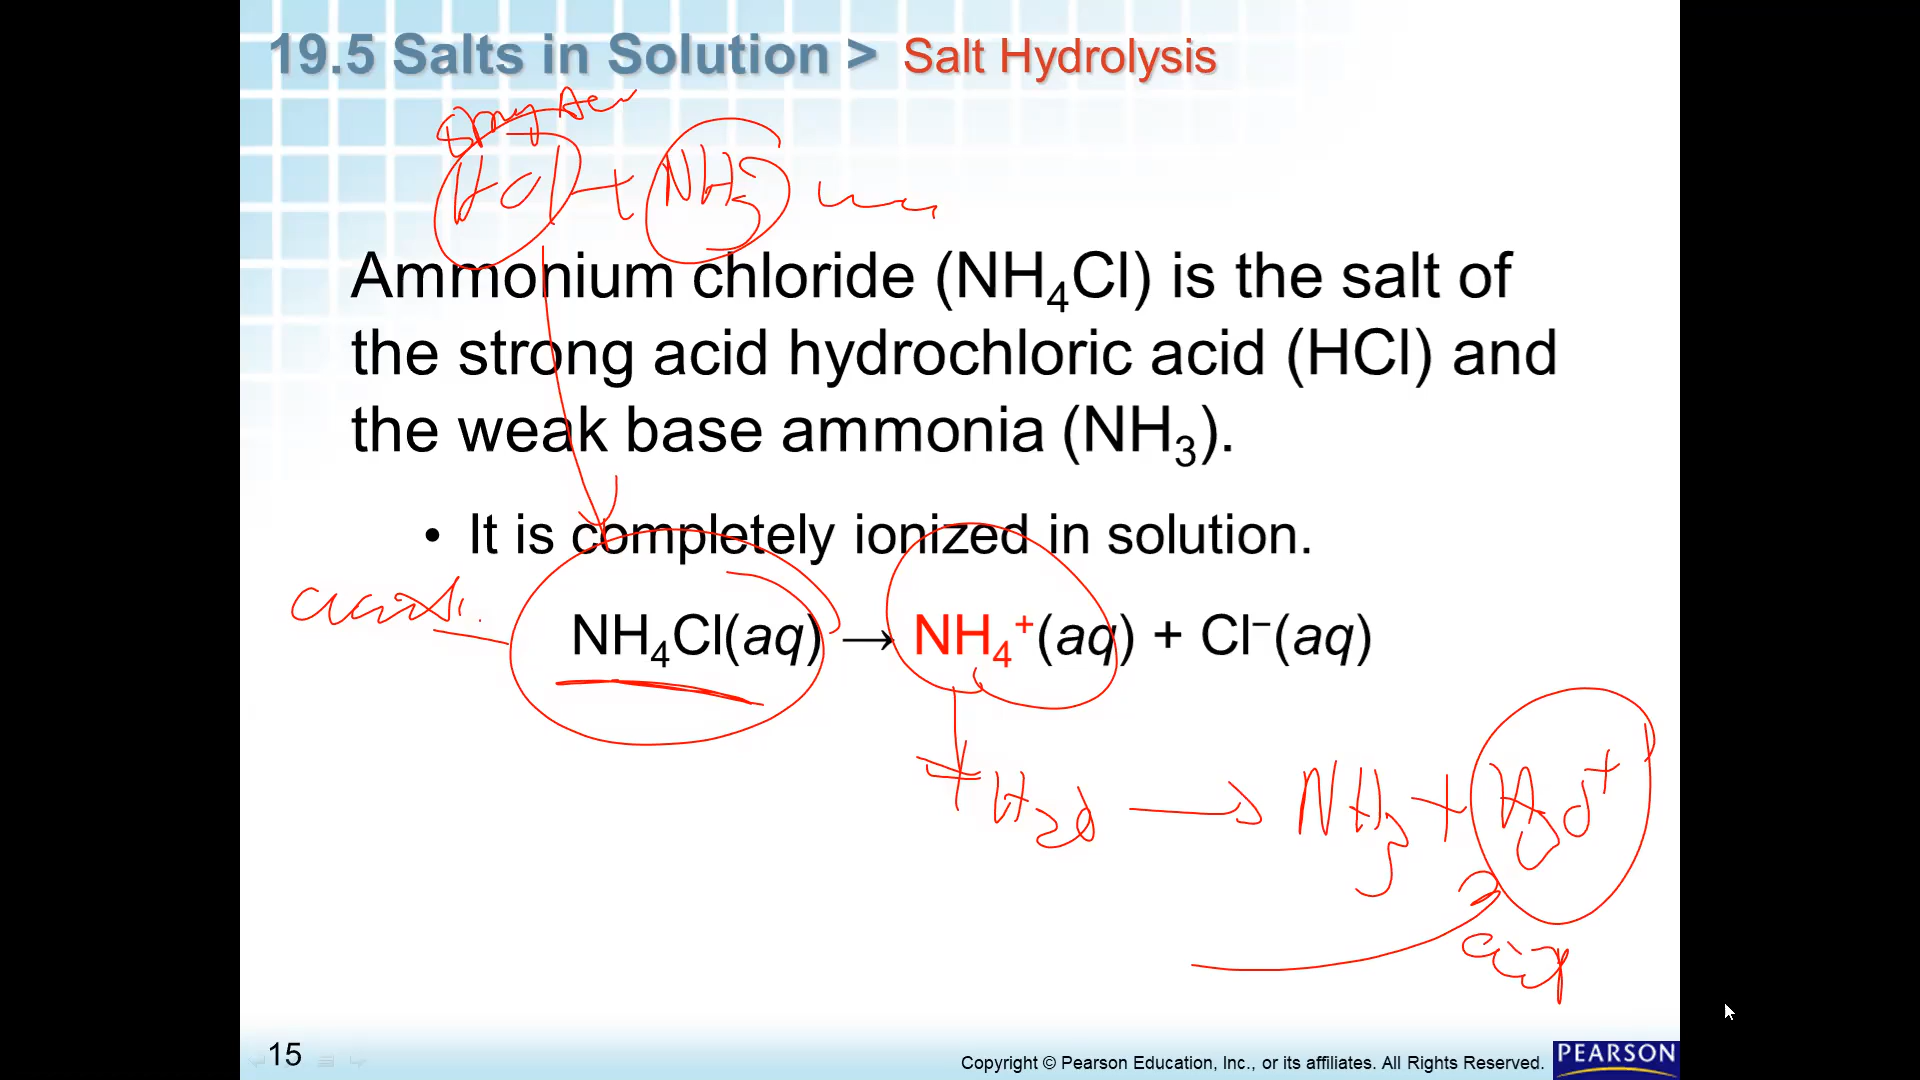 19.5 Salts in Solution > Salt Hydrolysis
HCl + NH₃
Ammonium chloride (NH₄Cl) is the salt of
the strong acid hydrochloric acid (HCl) and
the weak base ammonia (NH₃).
• It is completely ionized in solution.
NH₄Cl(aq) → NH₄⁺(aq) + Cl⁻(aq)
+ H₂O → NH₃ + H₃O⁺
15
Copyright © Pearson Education, Inc., or its affiliates. All Rights Reserved.
PEARSON